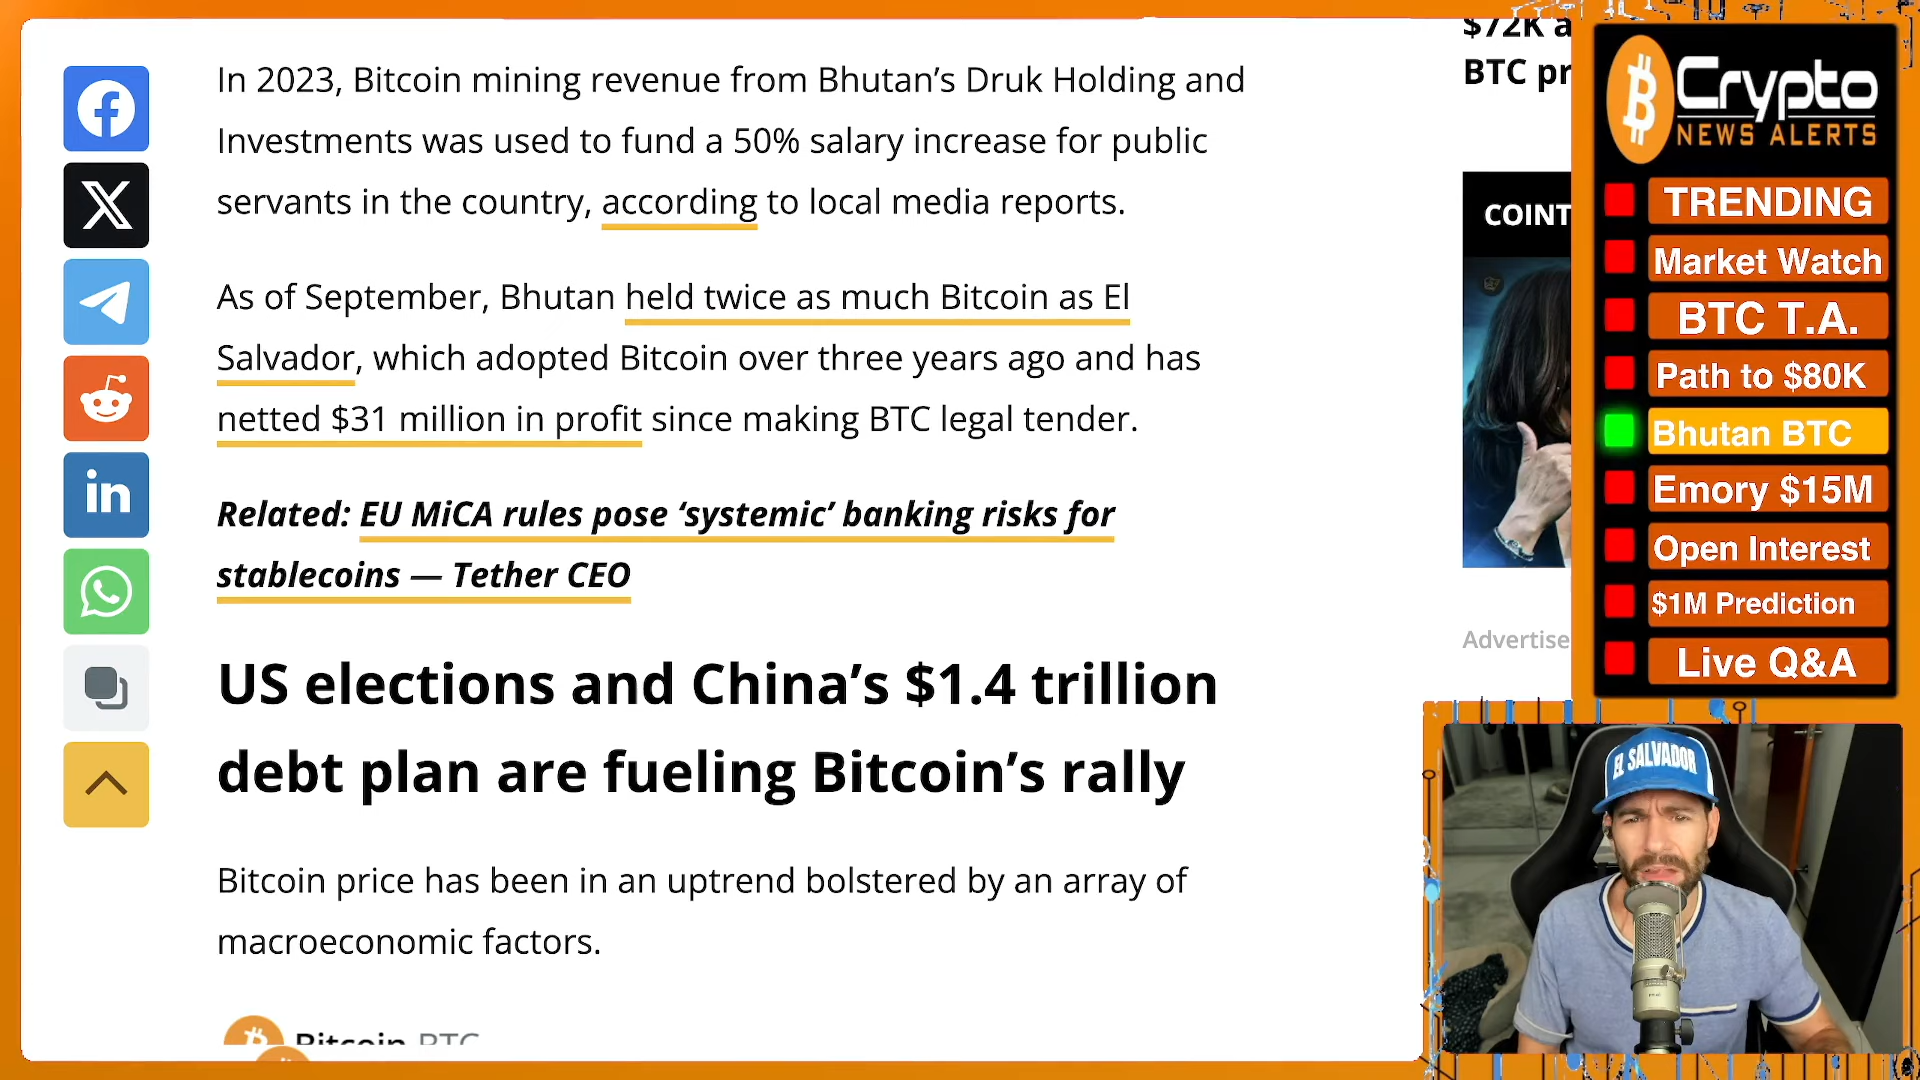 In 2023, Bitcoin mining revenue from Bhutan’s Druk Holding and
Investments was used to fund a 50% salary increase for public
servants in the country, according to local media reports.
As of September, Bhutan held twice as much Bitcoin as El
Salvador, which adopted Bitcoin over three years ago and has
netted $31 million in profit since making BTC legal tender.
Related: EU MiCA rules pose ‘systemic’ banking risks for
stablecoins — Tether CEO
US elections and China’s $1.4 trillion
debt plan are fueling Bitcoin’s rally
Bitcoin price has been in an uptrend bolstered by an array of
macroeconomic factors.
Bitcoin BTC
$72K a
BTC pr
COINT
Advertise
Crypto
NEWS ALERTS
TRENDING
Market Watch
BTC T.A.
Path to $80K
Bhutan BTC
Emory $15M
Open Interest
$1M Prediction
Live Q&A
EL SALVADOR